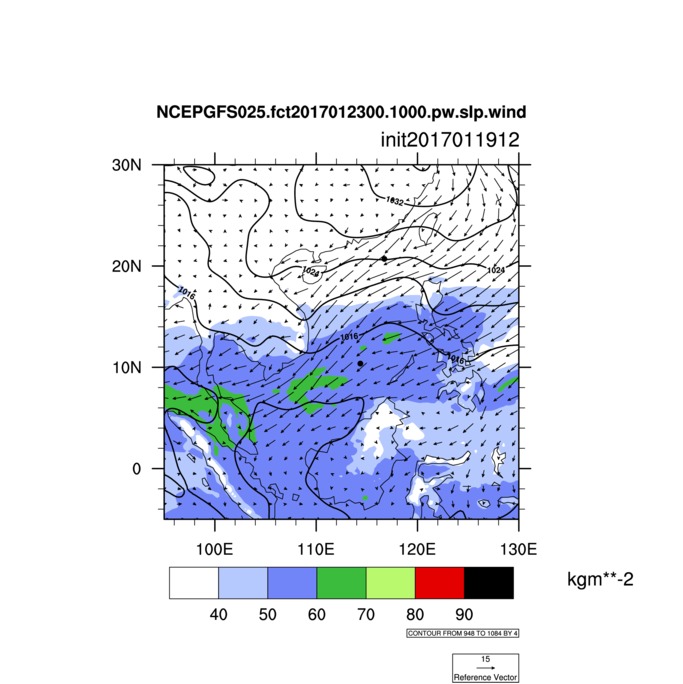 NCEPGFS025.fct2017012300.1000.pw.slp.wind
init2017011912
30N
1032
20N
1024
1024
1016
1016
1016
10N
0
100E
110E
120E
130E
kgm**-2
40
50
60
70
80
90
CONTOUR FROM 948 TO 1084 BY 4
15
Reference Vector